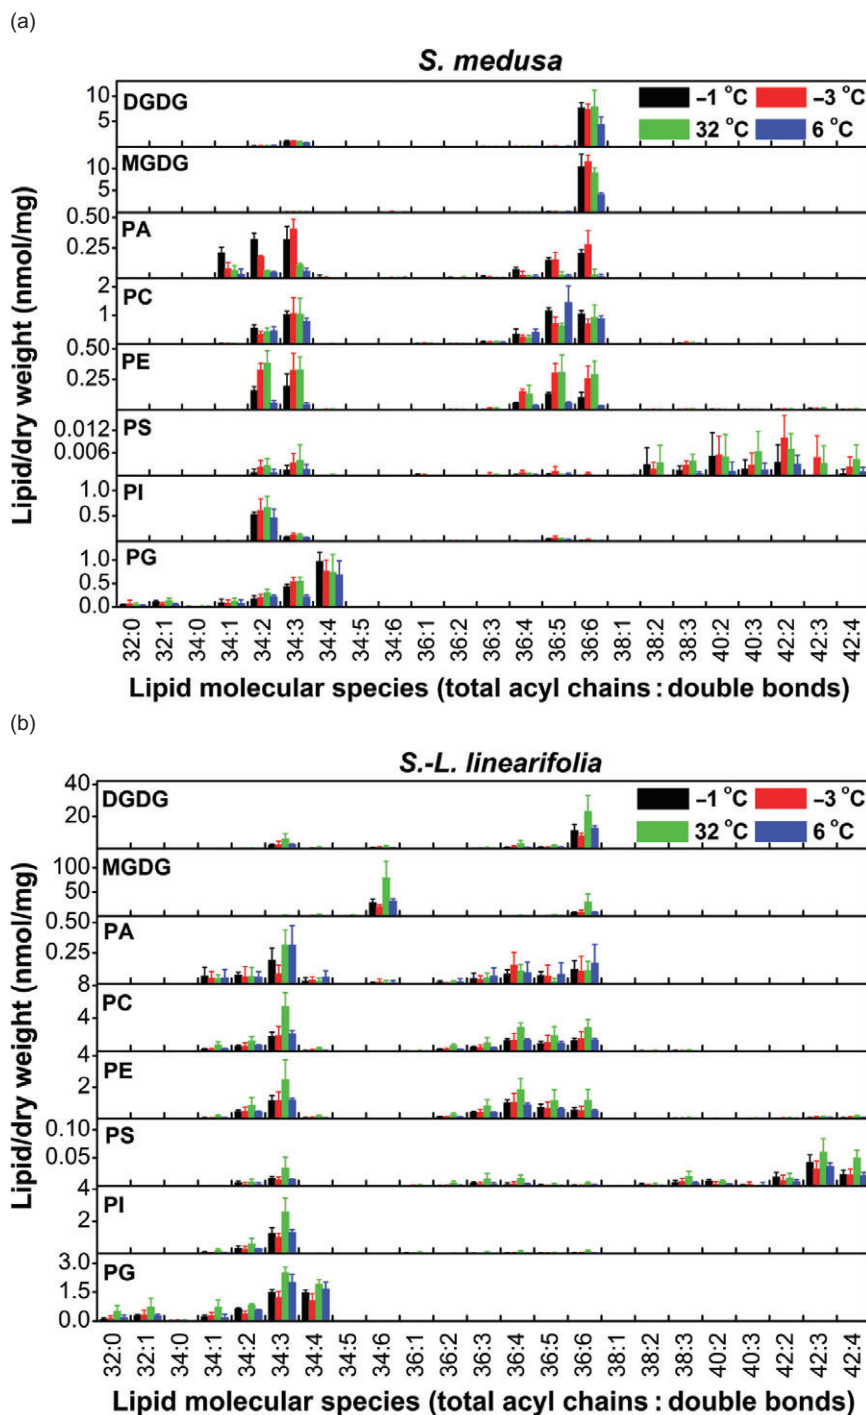 (a)
S. medusa
DGDG
10
5
–1 °C
–3 °C
32 °C
6 °C
MGDG
10
5
0.50
PA
0.25
2
PC
2
1
0.50
PE
0.25
PS
0.012
0.006
PI
1.0
0.5
PG
1.0
0.5
0.0
Lipid/dry weight (nmol/mg)
32:0
32:1
34:0
34:1
34:2
34:3
34:4
34:5
34:6
36:1
36:2
36:3
36:4
36:5
36:6
38:1
38:2
38:3
40:2
40:3
42:2
42:3
42:4
Lipid molecular species (total acyl chains : double bonds)
(b)
S.-L. linearifolia
40
DGDG
20
–1 °C
–3 °C
32 °C
6 °C
MGDG
100
50
0.50
PA
0.25
8
PC
4
4
4
PE
2
PS
0.10
0.05
4
4
PI
2
PG
3.0
1.5
0.0
Lipid/dry weight (nmol/mg)
32:0
32:1
34:0
34:1
34:2
34:3
34:4
34:5
34:6
36:1
36:2
36:3
36:4
36:5
36:6
38:1
38:2
38:3
40:2
40:3
42:2
42:3
42:4
Lipid molecular species (total acyl chains : double bonds)